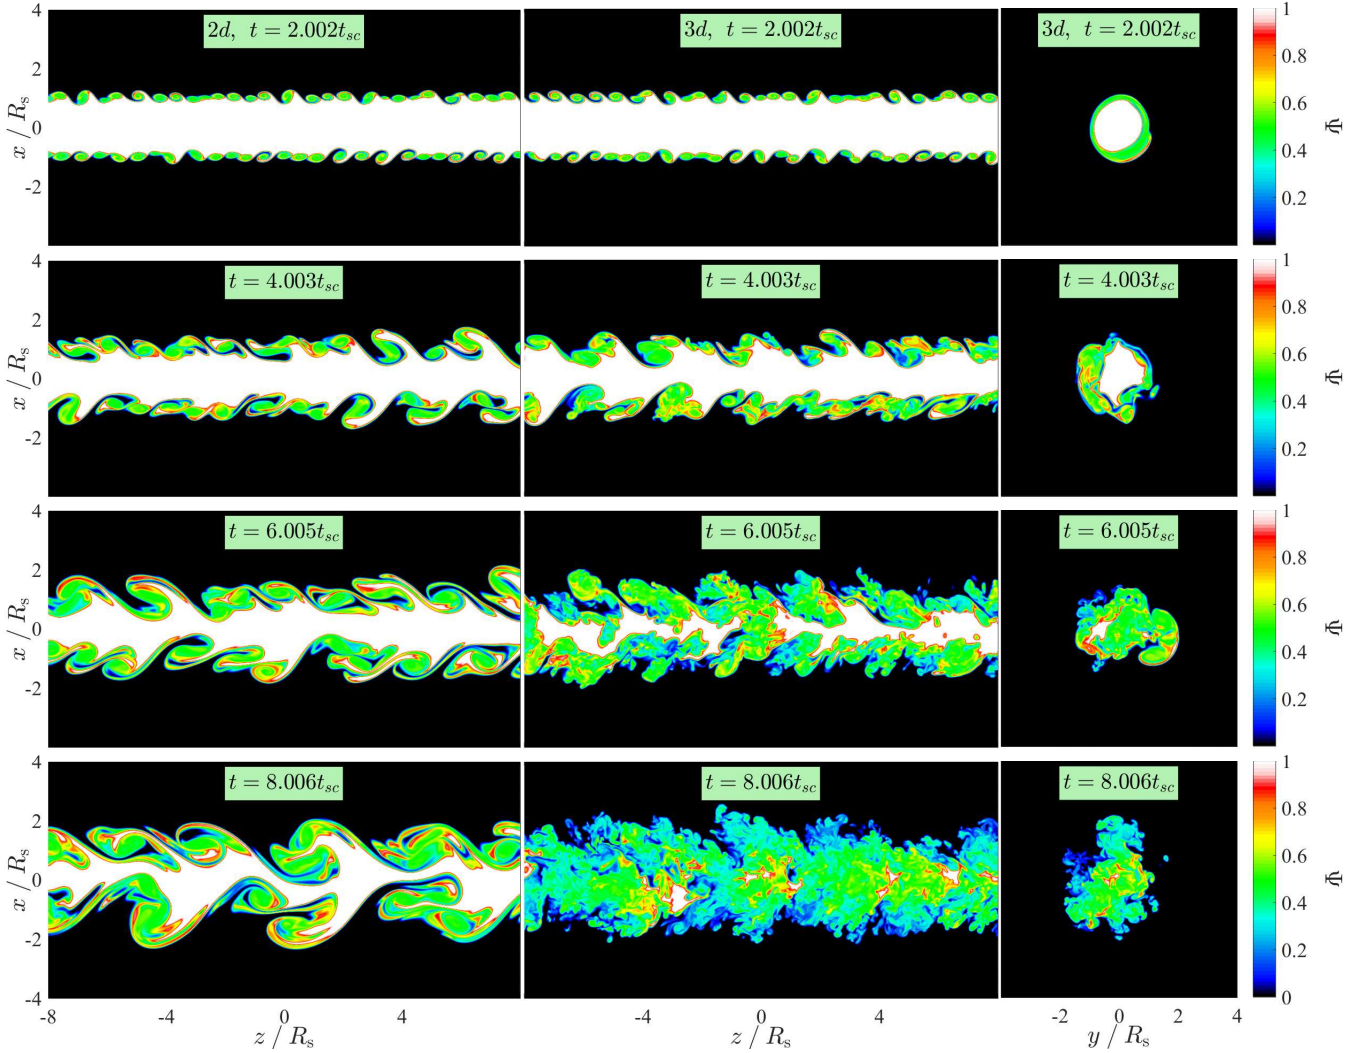 2d, t = 2.002t_sc
3d, t = 2.002t_sc
3d, t = 2.002t_sc
4
2
0
-2
x / R_s
1
0.8
0.6
0.4
0.2
Ψ
t = 4.003t_sc
t = 4.003t_sc
t = 4.003t_sc
4
2
0
-2
x / R_s
1
0.8
0.6
0.4
0.2
Ψ
t = 6.005t_sc
t = 6.005t_sc
t = 6.005t_sc
4
2
0
-2
x / R_s
1
0.8
0.6
0.4
0.2
Ψ
t = 8.006t_sc
t = 8.006t_sc
t = 8.006t_sc
4
2
0
-2
-4
x / R_s
1
0.8
0.6
0.4
0.2
0
Ψ
-8 -4 0 4
-4 0 4
-2 0 2 4
z / R_s
z / R_s
y / R_s